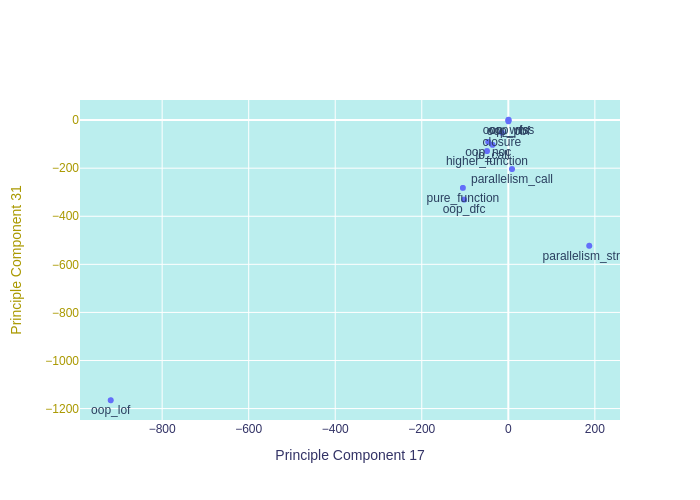 0
−200
−400
−600
−800
−1000
−1200
Principle Component 31
closure
higher_function
parallelism_call
pure_function
oop_dfc
parallelism_str
oop_lof
−800
−600
−400
−200
0
200
Principle Component 17